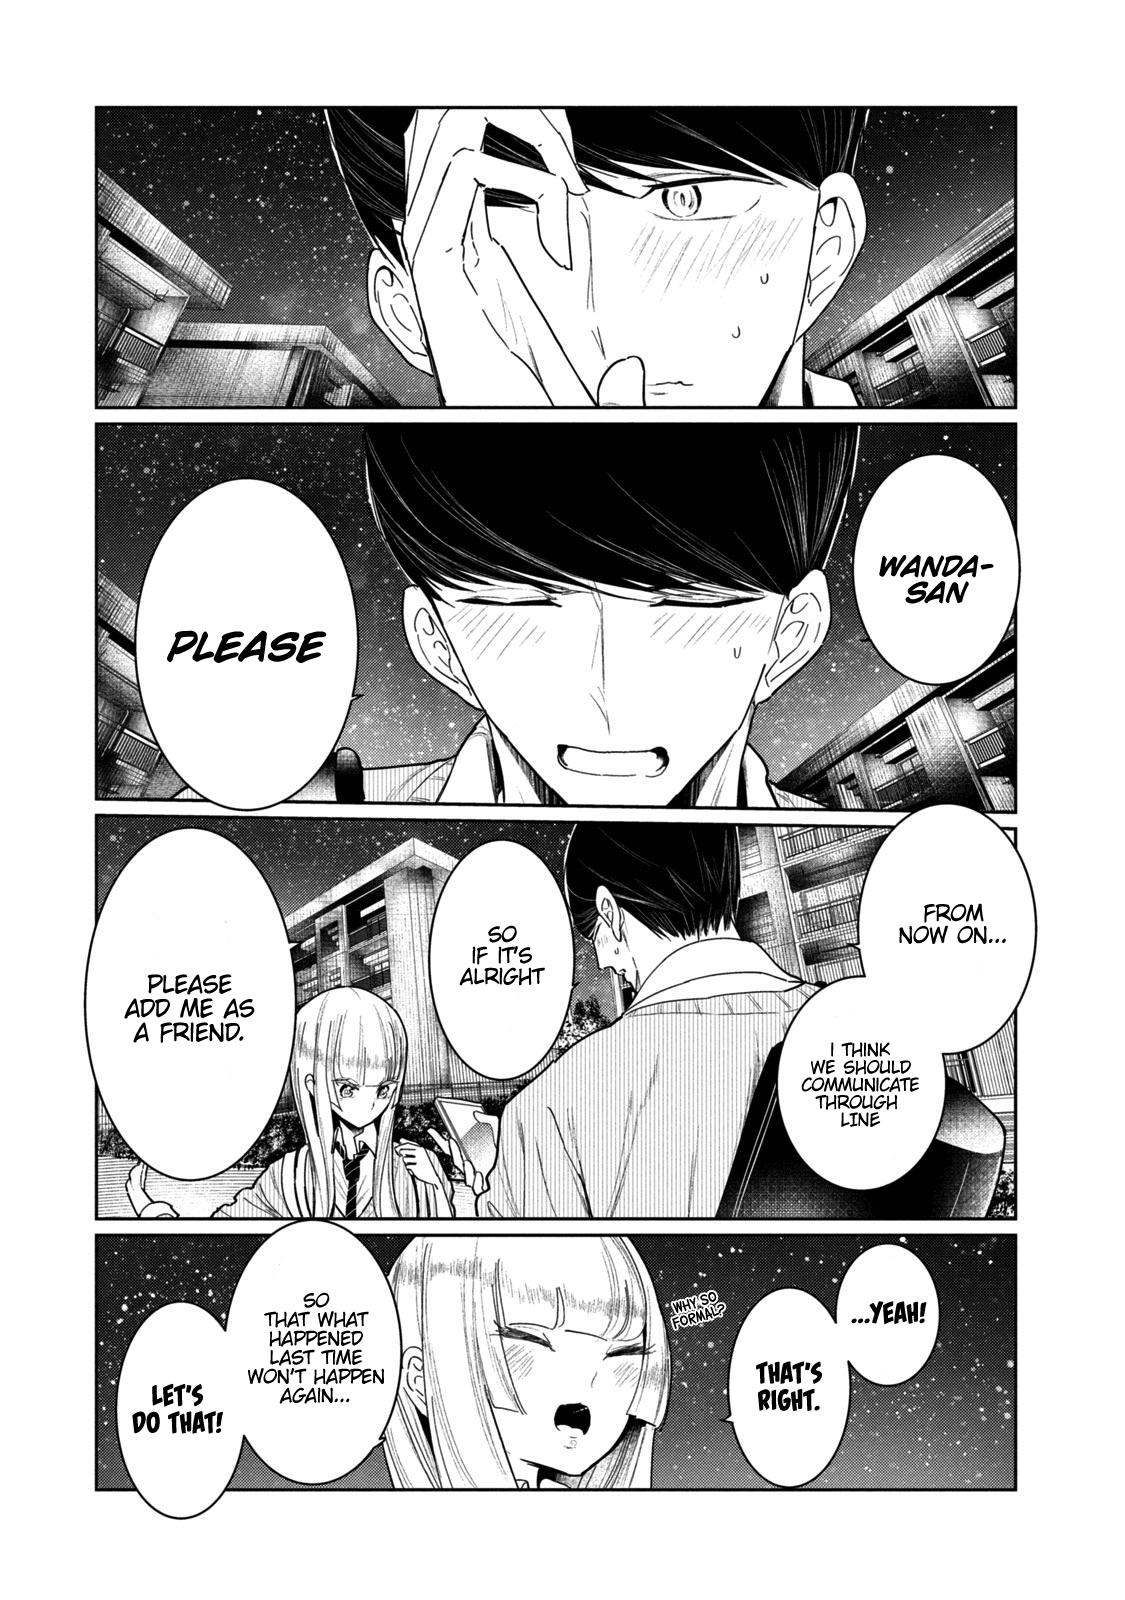 WANDA-
SAN
PLEASE
FROM
NOW ON...
I THINK
WE SHOULD
COMMUNICATE
THROUGH
LINE
SO
IF IT'S
ALRIGHT
PLEASE
ADD ME AS
A FRIEND.
...YEAH!
THAT'S
RIGHT.
WHY SO
FORMAL?
SO
THAT WHAT
HAPPENED
LAST TIME
WON'T HAPPEN
AGAIN...
LET'S
DO THAT!